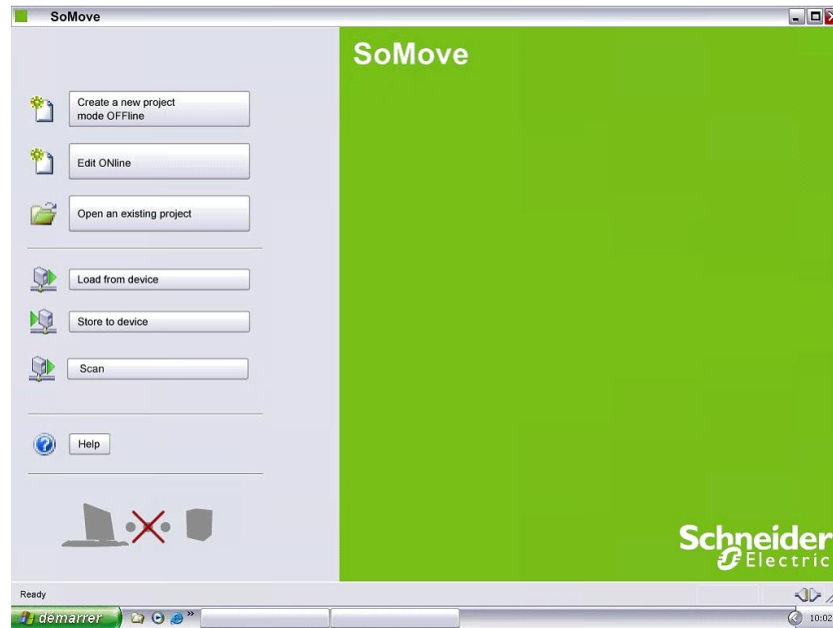 SoMove
SoMove
Create a new project
mode OFFline
Edit ONline
Open an existing project
Load from device
Store to device
Scan
Help
Schneider
Electric
Ready
démarrer
10:02